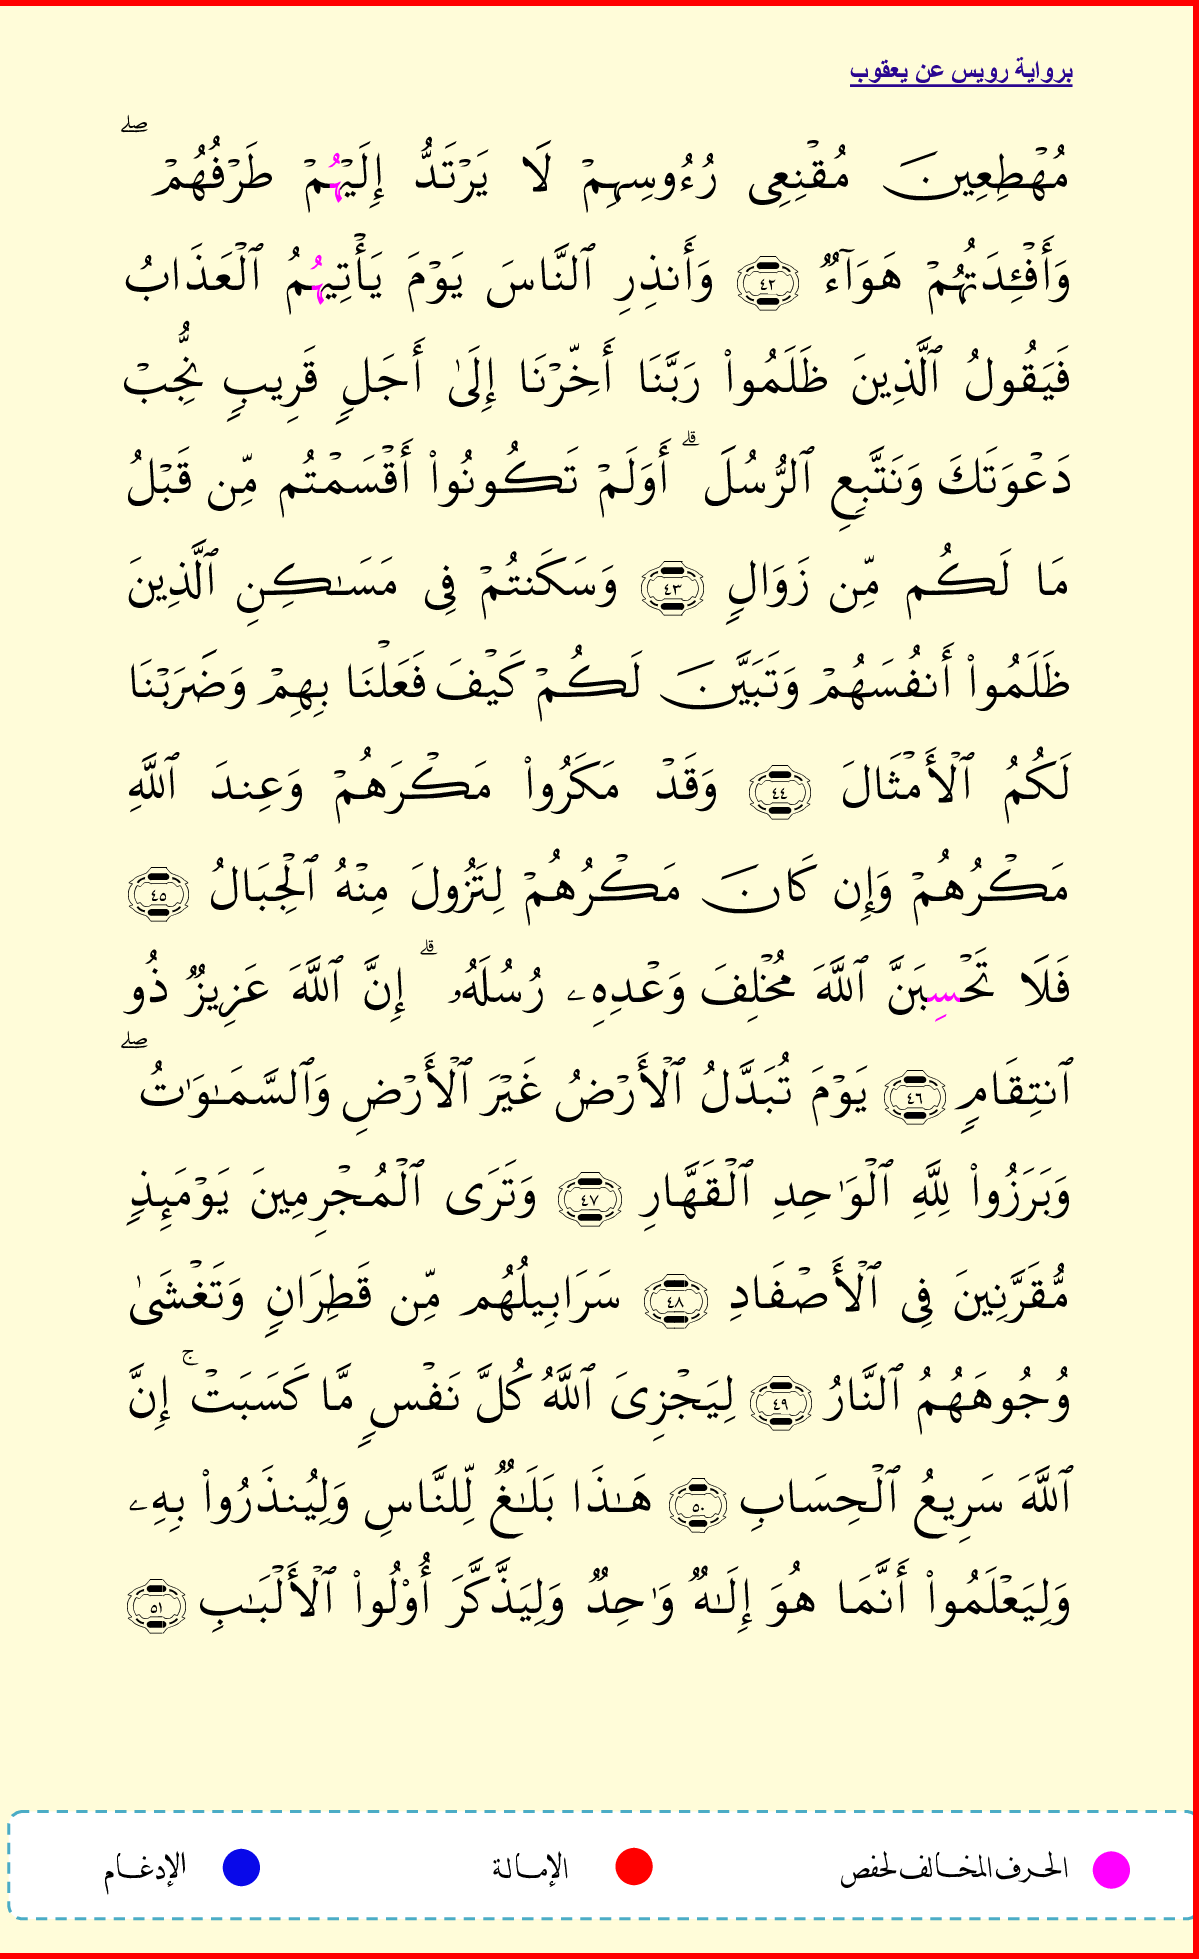 برواية رويس عن يعقوب
مُهْطِعِينَ مُقْنِعِى رُءُوسِهِمْ لَا يَرْتَدُّ إِلَيْهُمْ طَرْفُهُمْ ۖ
وَأَفْـِٔدَتُهُمْ هَوَآءٌ ٤٢ وَأَنذِرِ ٱلنَّاسَ يَوْمَ يَأْتِيهُمُ ٱلْعَذَابُ
فَيَقُولُ ٱلَّذِينَ ظَلَمُوا۟ رَبَّنَا أَخِّرْنَا إِلَىٰ أَجَلٍ قَرِيبٍ نُّجِبْ
دَعْوَتَكَ وَنَتَّبِعِ ٱلرُّسُلَ ۗ أَوَلَمْ تَكُونُوا۟ أَقْسَمْتُم مِّن قَبْلُ
مَا لَكُم مِّن زَوَالٍ ٤٣ وَسَكَنتُمْ فِى مَسَـٰكِنِ ٱلَّذِينَ
ظَلَمُوا۟ أَنفُسَهُمْ وَتَبَيَّنَ لَكُمْ كَيْفَ فَعَلْنَا بِهِمْ وَضَرَبْنَا
لَكُمُ ٱلْأَمْثَالَ ٤٤ وَقَدْ مَكَرُوا۟ مَكْرَهُمْ وَعِندَ ٱللَّهِ
مَكْرُهُمْ وَإِن كَانَ مَكْرُهُمْ لِتَزُولَ مِنْهُ ٱلْجِبَالُ ٤٥
فَلَا تَحْسِبَنَّ ٱللَّهَ مُخْلِفَ وَعْدِهِۦ رُسُلَهُۥ ۗ إِنَّ ٱللَّهَ عَزِيزٌ ذُو
ٱنتِقَامٍ ٤٦ يَوْمَ تُبَدَّلُ ٱلْأَرْضُ غَيْرَ ٱلْأَرْضِ وَٱلسَّمَـٰوَٰتُ ۖ
وَبَرَزُوا۟ لِلَّهِ ٱلْوَٰحِدِ ٱلْقَهَّارِ ٤٧ وَتَرَى ٱلْمُجْرِمِينَ يَوْمَئِذٍ
مُّقَرَّنِينَ فِى ٱلْأَصْفَادِ ٤٨ سَرَابِيلُهُم مِّن قَطِرَانٍ وَتَغْشَىٰ
وُجُوهَهُمُ ٱلنَّارُ ٤٩ لِيَجْزِىَ ٱللَّهُ كُلَّ نَفْسٍ مَّا كَسَبَتْ ۚ إِنَّ
ٱللَّهَ سَرِيعُ ٱلْحِسَابِ ٥٠ هَـٰذَا بَلَـٰغٌ لِّلنَّاسِ وَلِيُنذَرُوا۟ بِهِۦ
وَلِيَعْلَمُوا۟ أَنَّمَا هُوَ إِلَـٰهٌ وَٰحِدٌ وَلِيَذَّكَّرَ أُو۟لُوا۟ ٱلْأَلْبَـٰبِ ٥١
الحرف المخالف لحفص الإمالة الإدغام